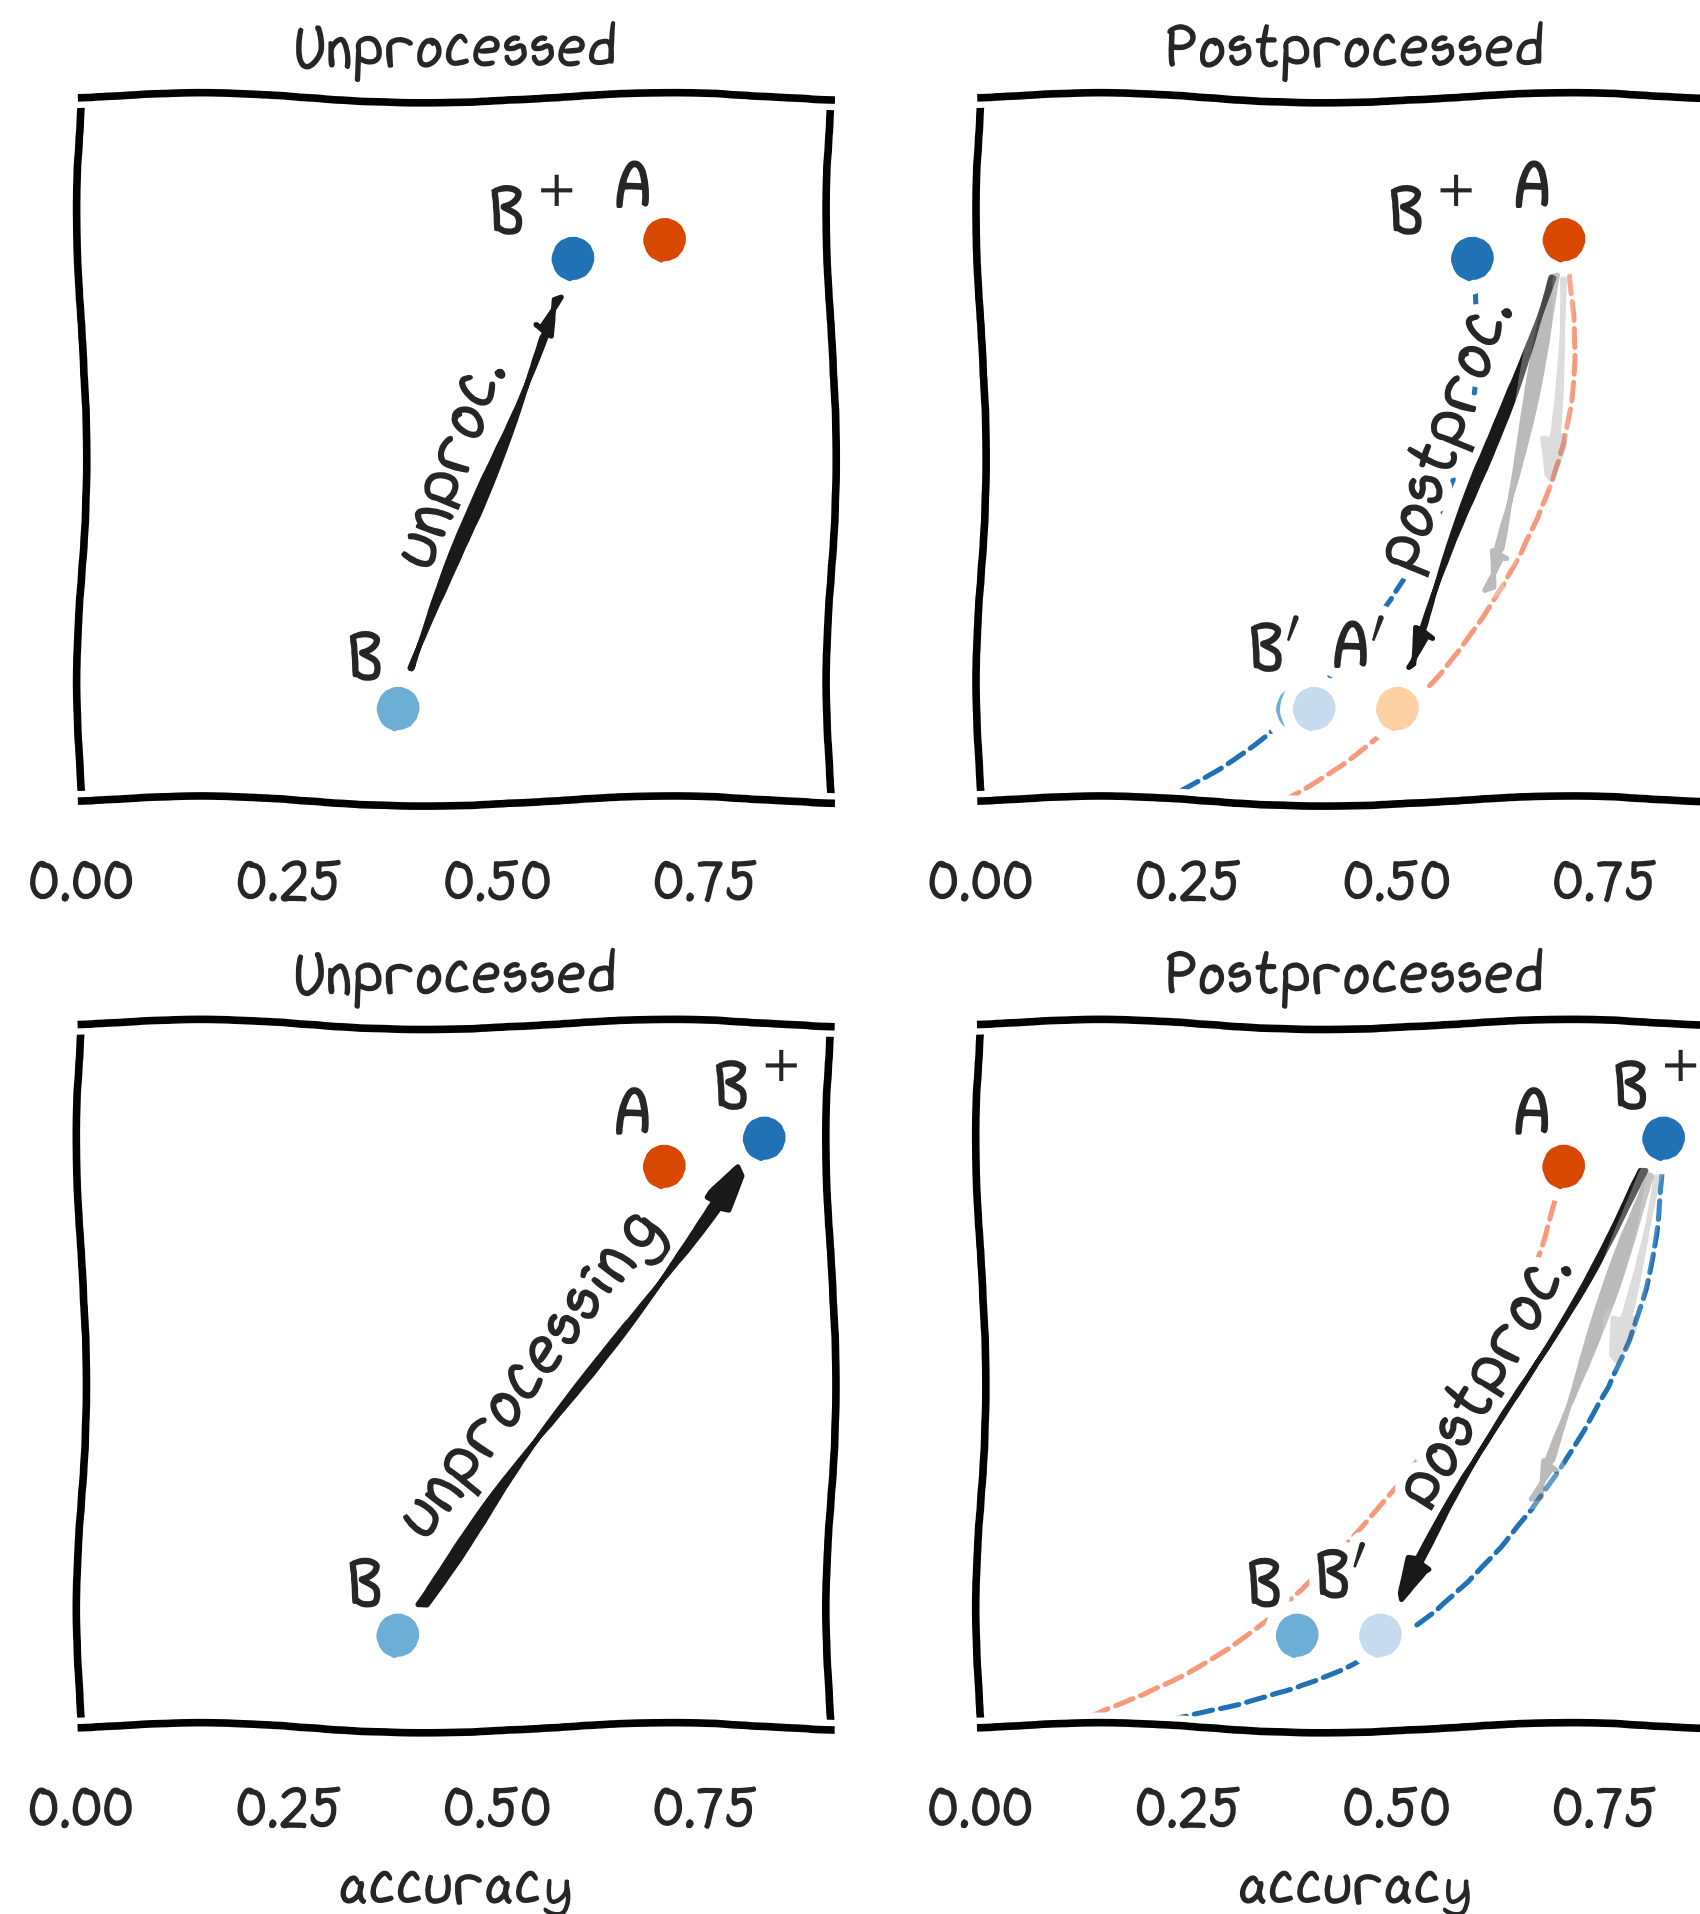 Unprocessed
B+ A
unproc.
B
0.00 0.25 0.50 0.75
Postprocessed
B+ A
postproc.
B′ A′
0.00 0.25 0.50 0.75
Unprocessed
A B+
unprocessing
B
0.00 0.25 0.50 0.75
accuracy
Postprocessed
A B+
postproc.
B B′
0.00 0.25 0.50 0.75
accuracy